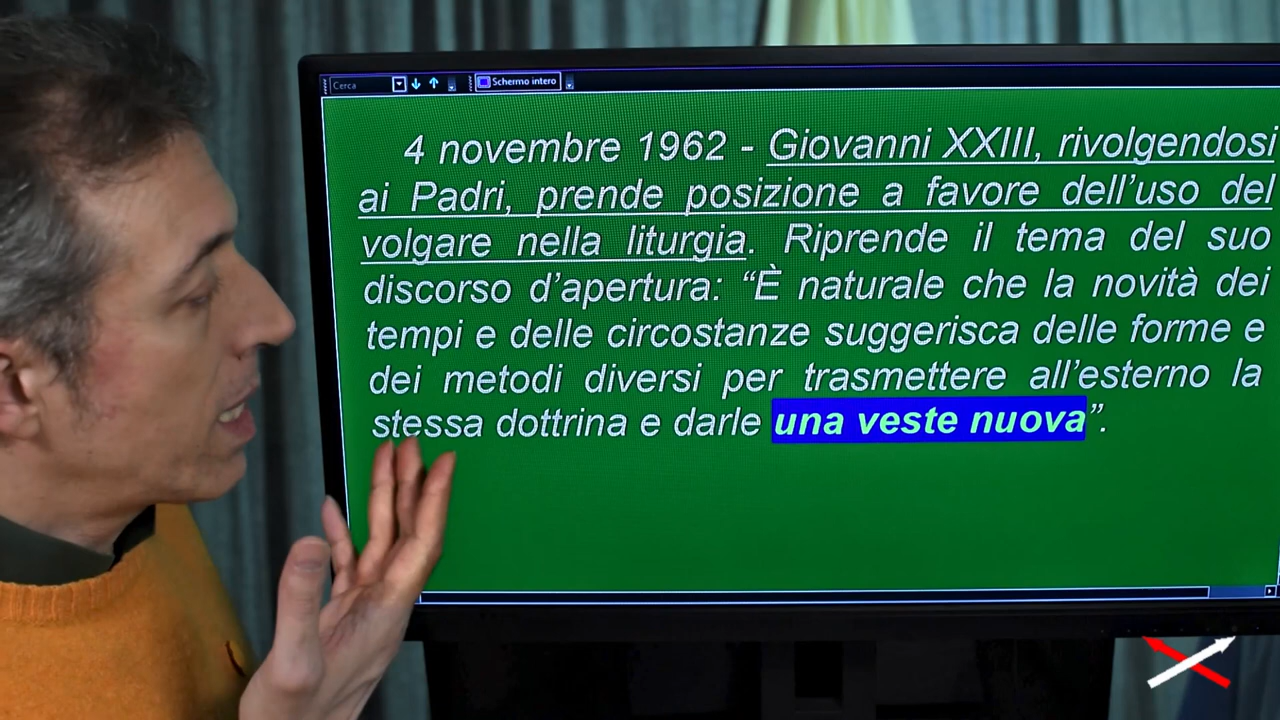 Cerca
Schermo intero
4 novembre 1962 - Giovanni XXIII, rivolgendosi
ai Padri, prende posizione a favore dell’uso del
volgare nella liturgia. Riprende il tema del suo
discorso d’apertura: “È naturale che la novità dei
tempi e delle circostanze suggerisca delle forme e
dei metodi diversi per trasmettere all’esterno la
stessa dottrina e darle una veste nuova”.